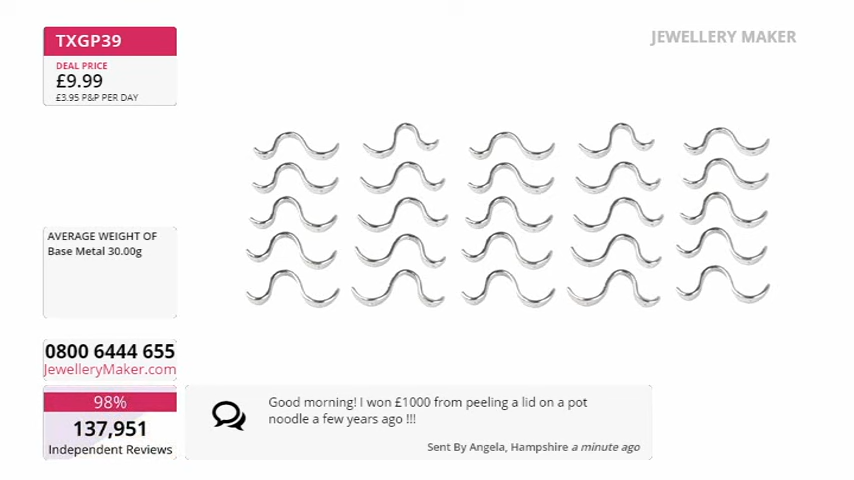 TXGP39
JEWELLERY MAKER
DEAL PRICE
£9.99
£3.95 P&P PER DAY
AVERAGE WEIGHT OF
Base Metal 30.00g
0800 6444 655
JewelleryMaker.com
98%
137,951
Independent Reviews
Good morning! I won £1000 from peeling a lid on a pot
noodle a few years ago !!!
Sent By Angela, Hampshire a minute ago